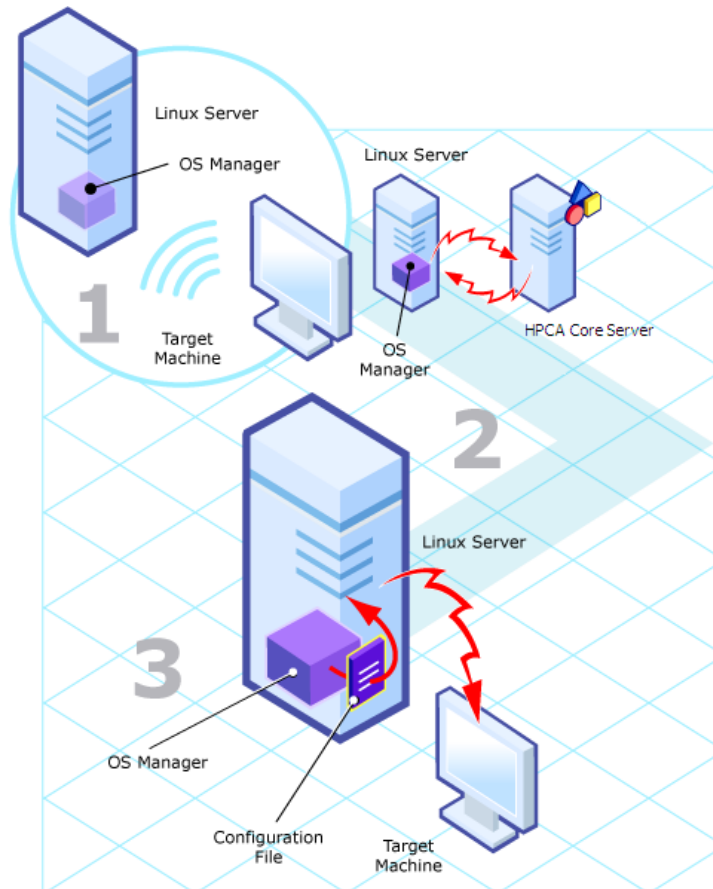 Linux Server
OS Manager
1
Target
Machine
Linux Server
OS
Manager
HPCA Core Server
2
Linux Server
3
OS Manager
Configuration
File
Target
Machine